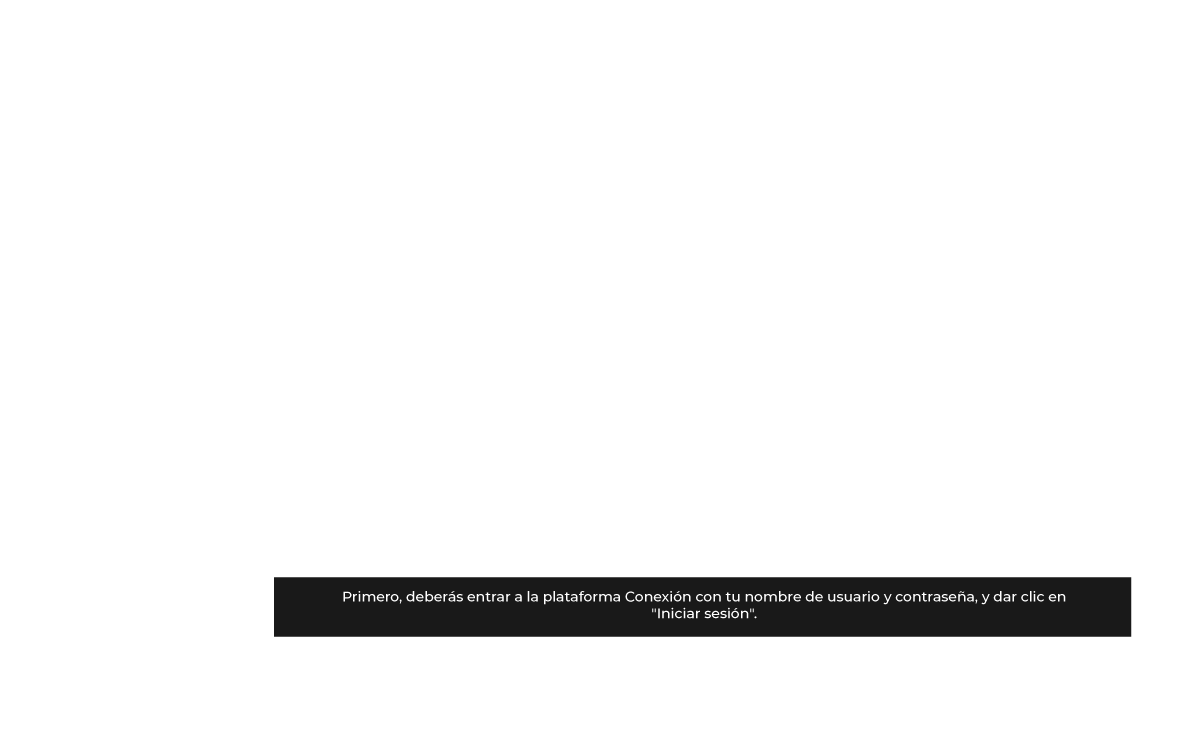 Primero, deberás entrar a la plataforma Conexión con tu nombre de usuario y contraseña, y dar clic en
"Iniciar sesión".